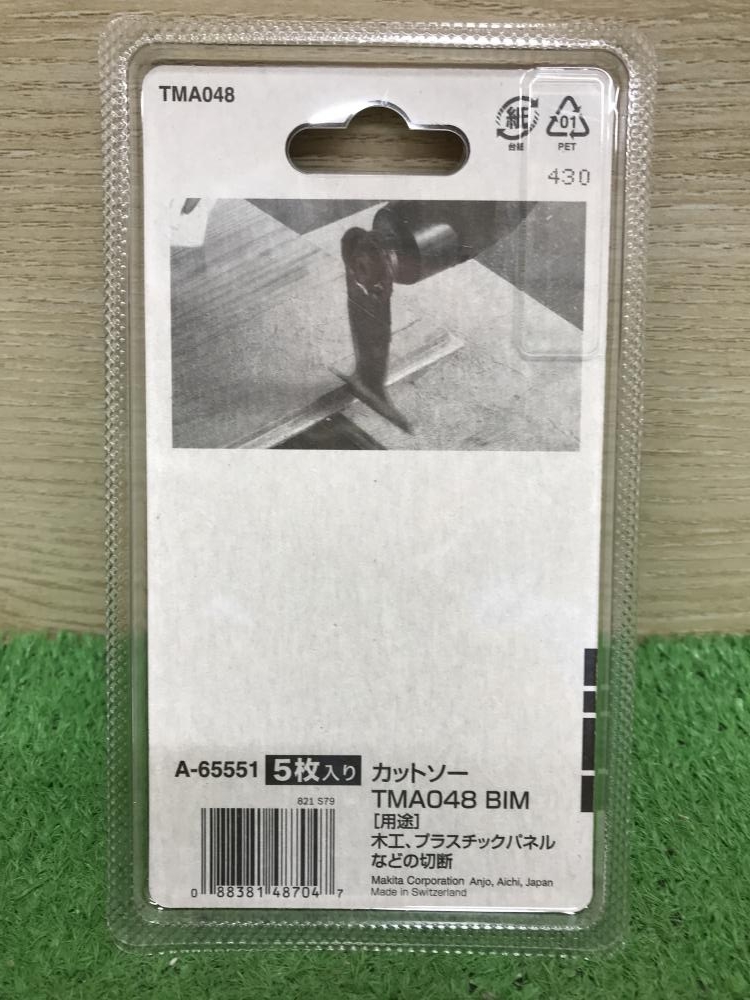 TMA048
紙
台紙
01
PET
430
A-65551 5枚入り
821 S79
0 88381 48704 7
カットソー
TMA048 BIM
[用途]
木工、プラスチックパネル
などの切断
Makita Corporation Anjo, Aichi, Japan
Made in Switzerland